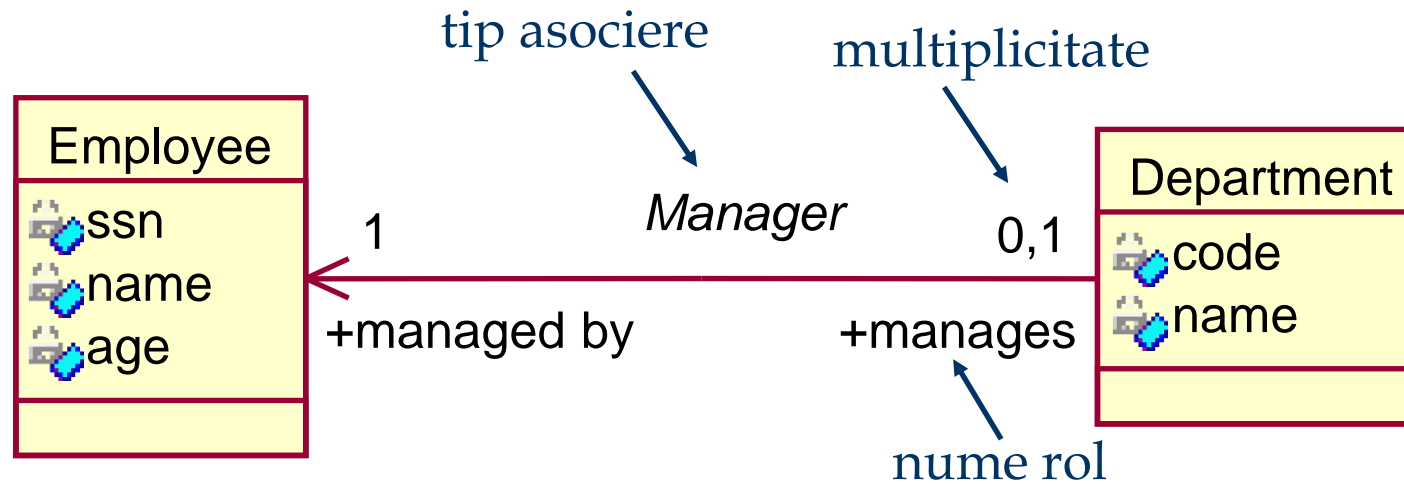 tip asociere
multiplicitate
Employee
ssn
name
age
1
Manager
0,1
+managed by
+manages
Department
code
name
nume rol